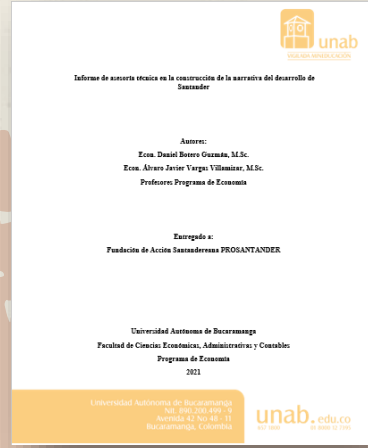 unab
VIGILADA MINEDUCACIÓN
Informe de asesoría técnica en la construcción de la narrativa del desarrollo de
Santander
Autores:
Econ. Daniel Botero Guzmán, M.Sc.
Econ. Álvaro Javier Vargas Villamizar, M.Sc.
Profesores Programa de Economía
Entregado a:
Fundación de Acción Santandereana PROSANTANDER
Universidad Autónoma de Bucaramanga
Facultad de Ciencias Económicas, Administrativas y Contables
Programa de Economía
2021
Universidad Autónoma de Bucaramanga
Nit. 890.200.499 - 9
Avenida 42 No 48 - 11
Bucaramanga, Colombia
unab.edu.co